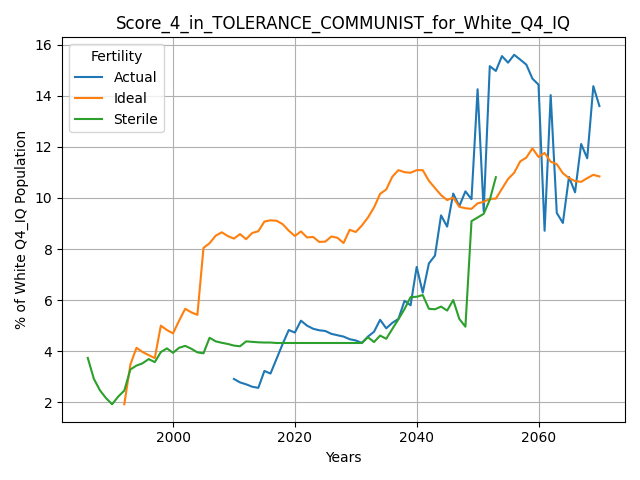 Score_4_in_TOLERANCE_COMMUNIST_for_White_Q4_IQ
Fertility
Actual
Ideal
Sterile
% of White Q4_IQ Population
16
14
12
10
8
6
4
2
2000 2020 2040 2060
Years